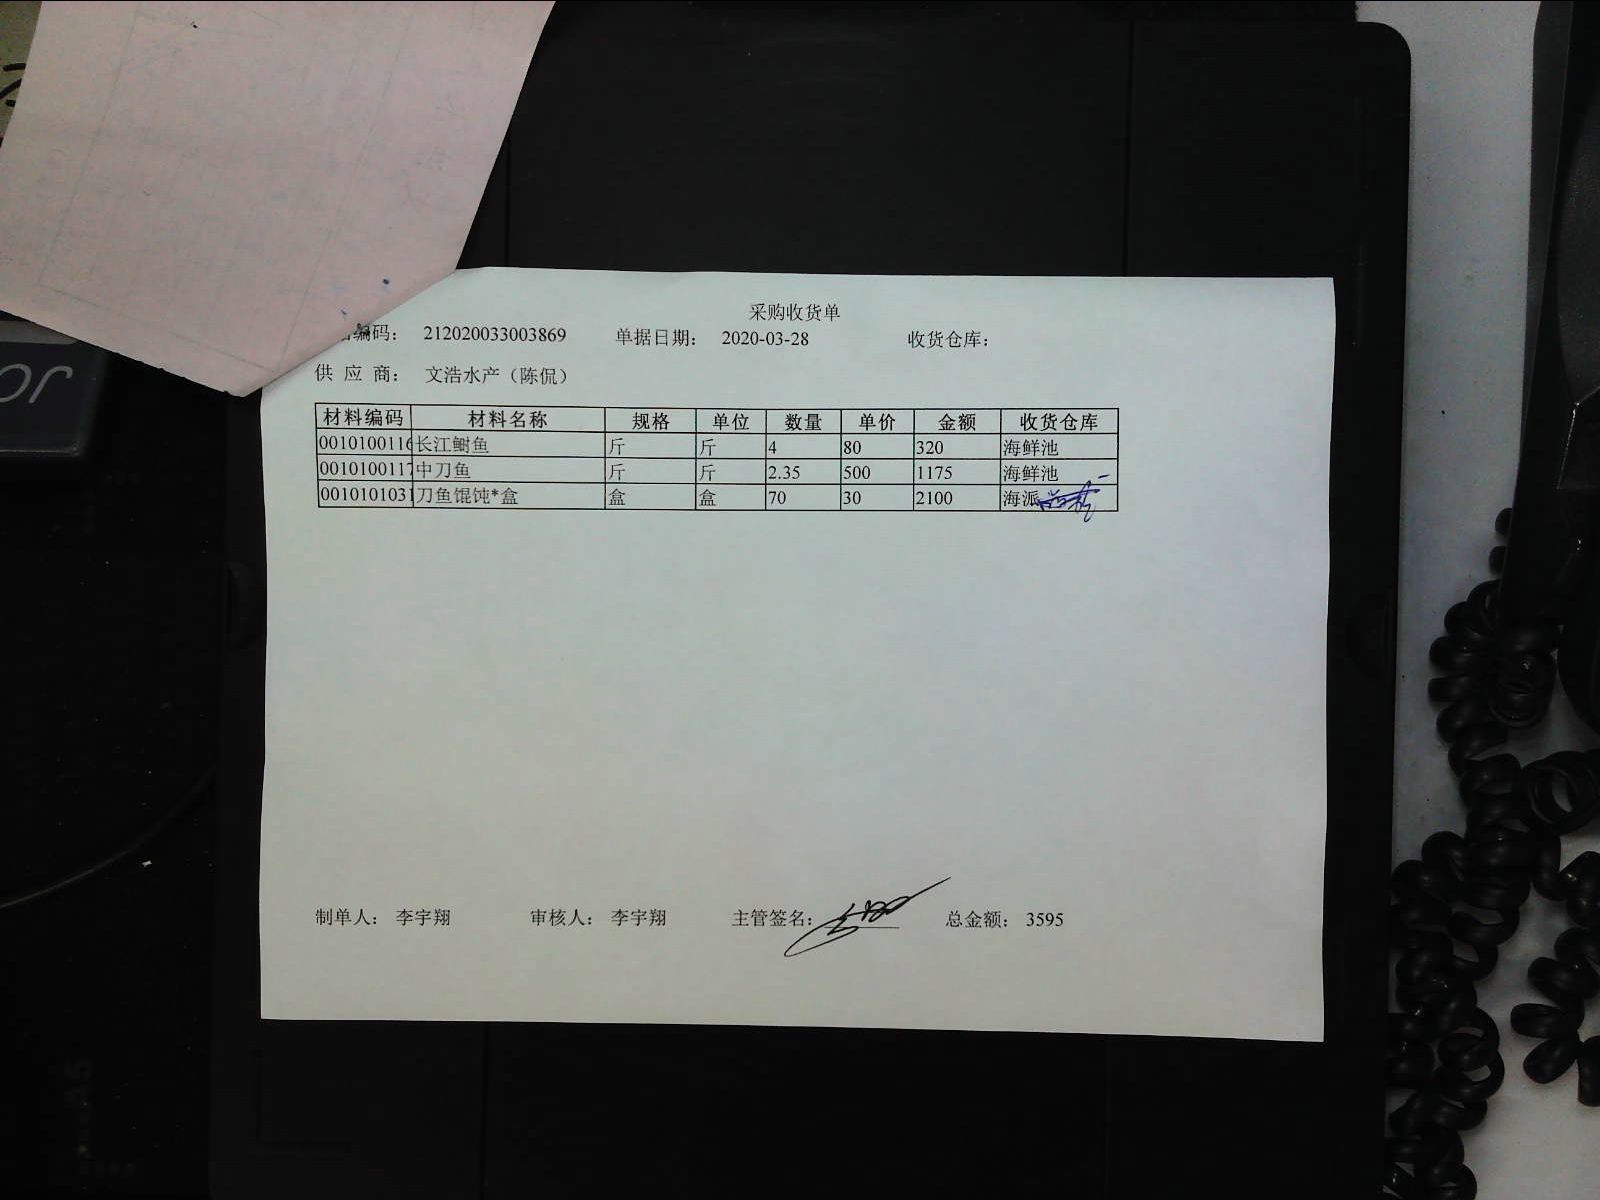 采购收货单
编码： 212020033003869 单据日期： 2020-03-28 收货仓库：
供 应 商： 文浩水产（陈侃）
材料编码 材料名称 规格 单位 数量 单价 金额 收货仓库
0010100116 长江鲥鱼 斤 斤 4 80 320 海鲜池
0010100117 中刀鱼 斤 斤 2.35 500 1175 海鲜池
0010101031 刀鱼馄饨*盒 盒 盒 70 30 2100 海派
制单人： 李宇翔 审核人： 李宇翔 主管签名： 总金额： 3595